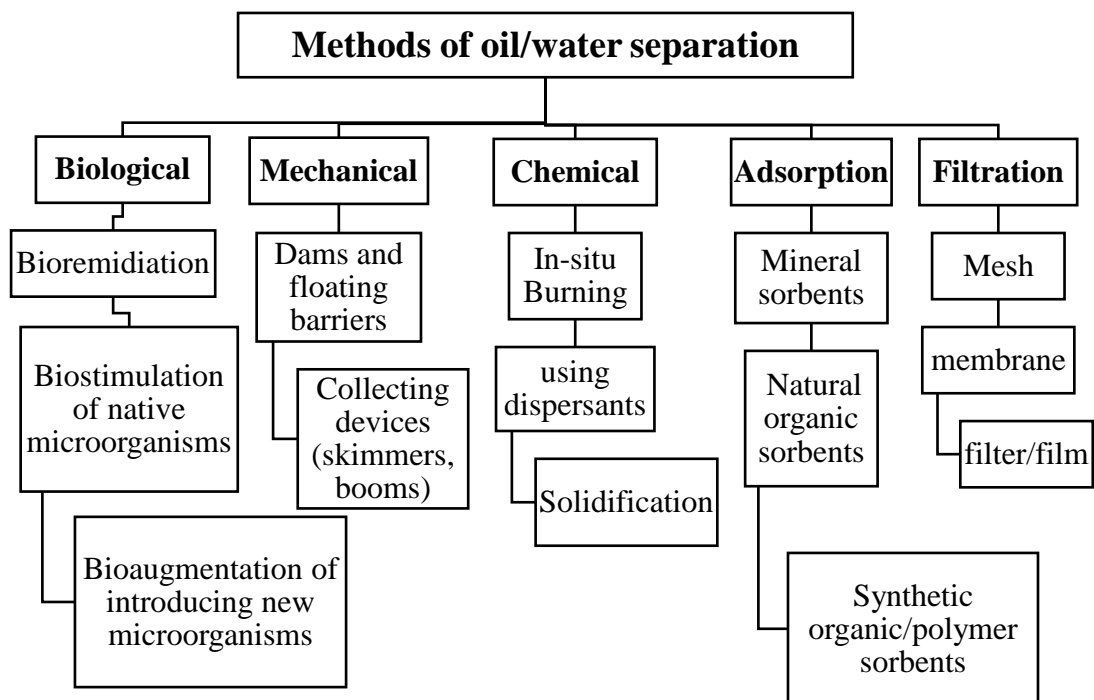 Methods of oil/water separation
Biological
Mechanical
Chemical
Adsorption
Filtration
Bioremidiation
Biostimulation
of native
microorganisms
Bioaugmentation of
introducing new
microorganisms
Dams and
floating
barriers
Collecting
devices
(skimmers,
booms)
In-situ
Burning
using
dispersants
Solidification
Mineral
sorbents
Natural
organic
sorbents
Synthetic
organic/polymer
sorbents
Mesh
membrane
filter/film